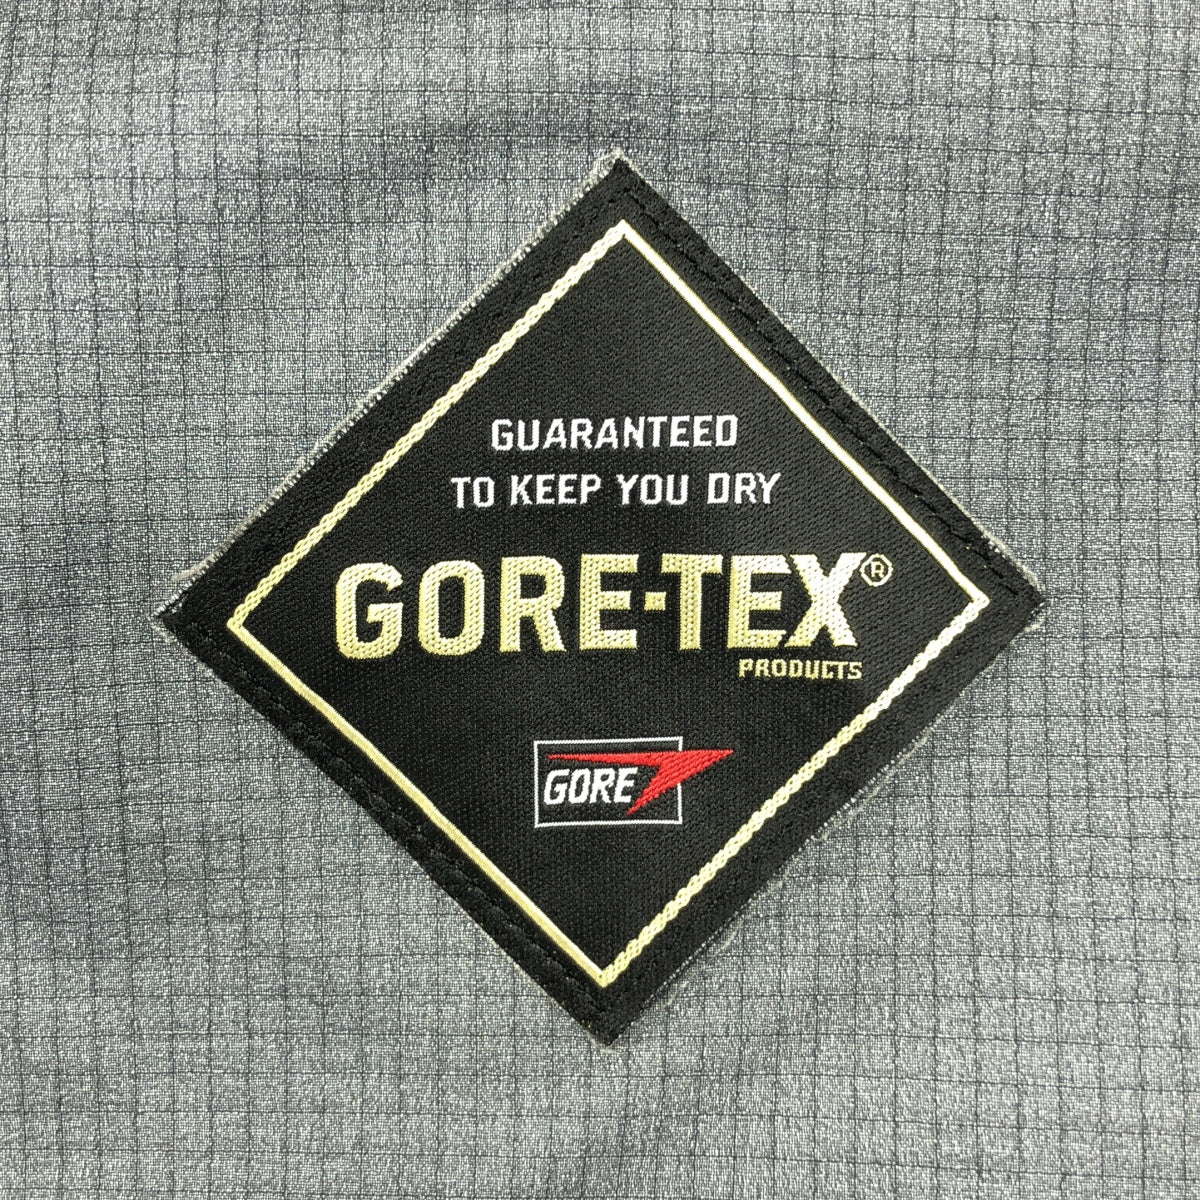 GUARANTEED
TO KEEP YOU DRY
GORE-TEX®
PRODUCTS
GORE